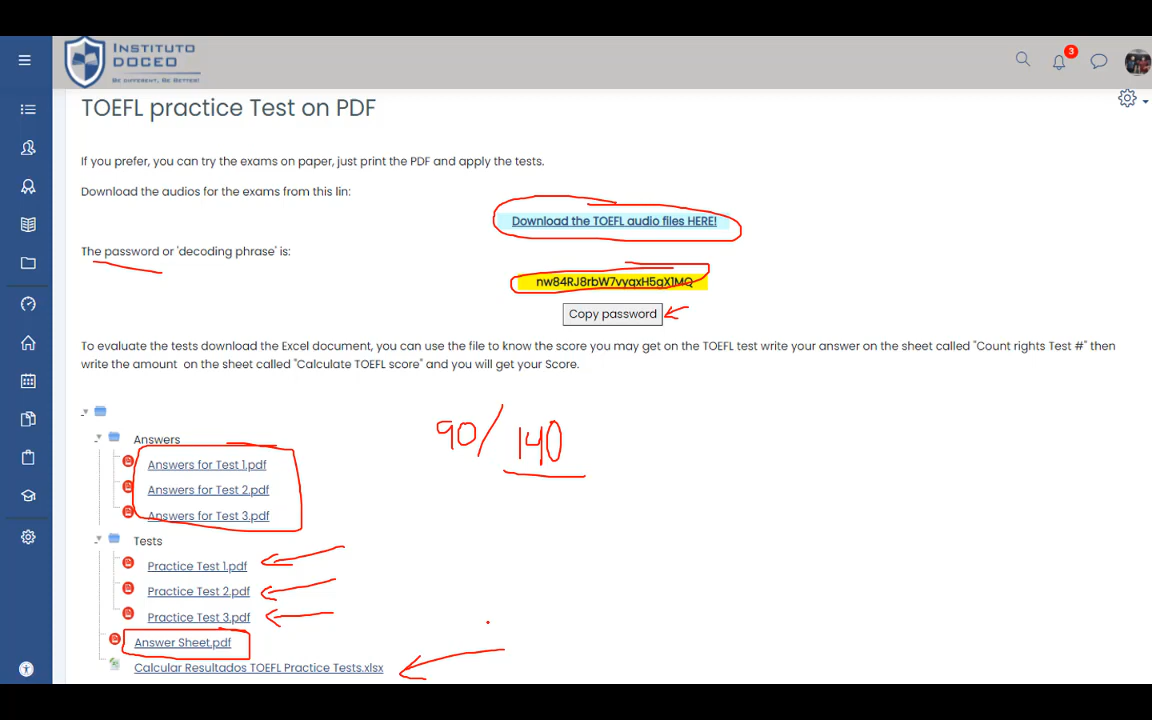 INSTITUTO
DOCEO
BE DIFFERENT, BE BETTER!
3
TOEFL practice Test on PDF
If you prefer, you can try the exams on paper, just print the PDF and apply the tests.
Download the audios for the exams from this lin:
Download the TOEFL audio files HERE!
The password or 'decoding phrase' is:
Copy password
To evaluate the tests download the Excel document, you can use the file to know the score you may get on the TOEFL test write your answer on the sheet called "Count rights Test #" then
write the amount on the sheet called "Calculate TOEFL score" and you will get your Score.
90/140
Answers
Answers for Test 1.pdf
Answers for Test 2.pdf
Answers for Test 3.pdf
Tests
Practice Test 1.pdf
Practice Test 2.pdf
Practice Test 3.pdf
Answer Sheet.pdf
Calcular Resultados TOEFL Practice Tests.xlsx